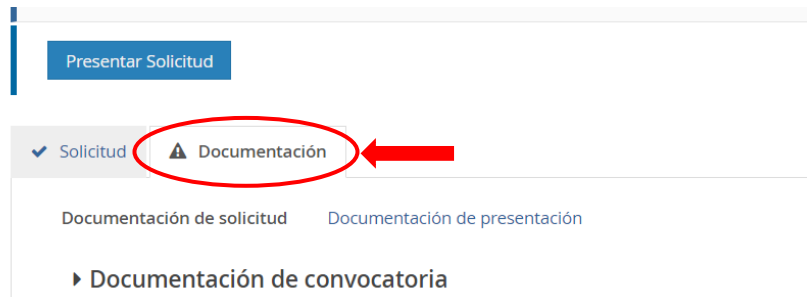 Presentar Solicitud
Solicitud Documentación
Documentación de solicitud Documentación de presentación
Documentación de convocatoria